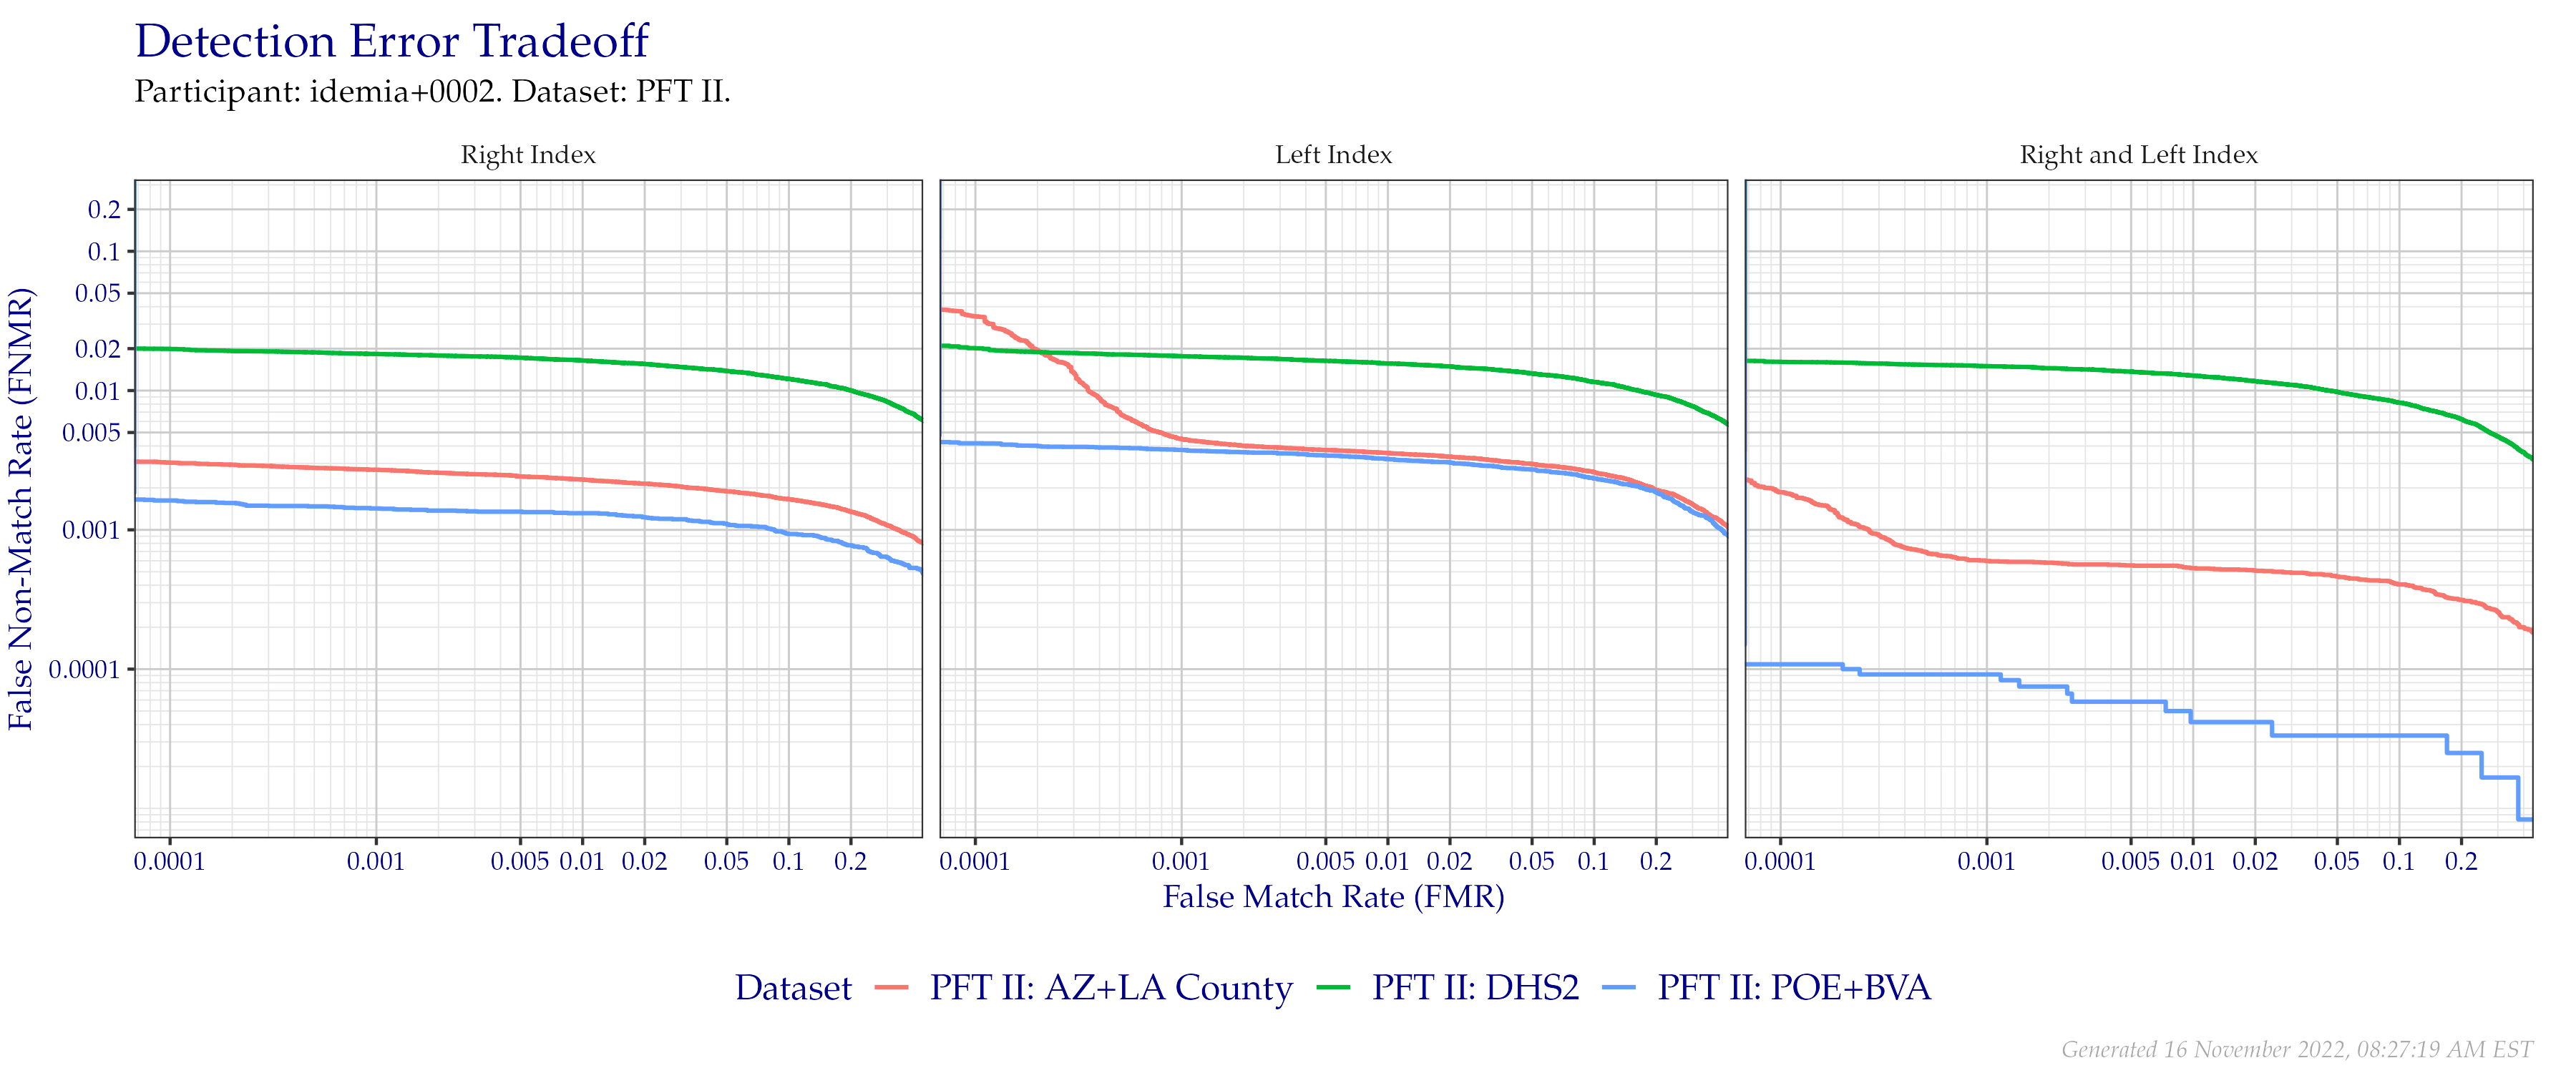 Detection Error Tradeoff
Participant: idemia+0002. Dataset: PFT II.
Right Index Left Index Right and Left Index
False Non-Match Rate (FNMR)
0.2
0.1
0.05
0.02
0.01
0.005
0.001
0.0001
0.0001 0.001 0.005 0.01 0.02 0.05 0.1 0.2 0.0001 0.001 0.005 0.01 0.02 0.05 0.1 0.2 0.0001 0.001 0.005 0.01 0.02 0.05 0.1 0.2
False Match Rate (FMR)
Dataset PFT II: AZ+LA County PFT II: DHS2 PFT II: POE+BVA
Generated 16 November 2022, 08:27:19 AM EST